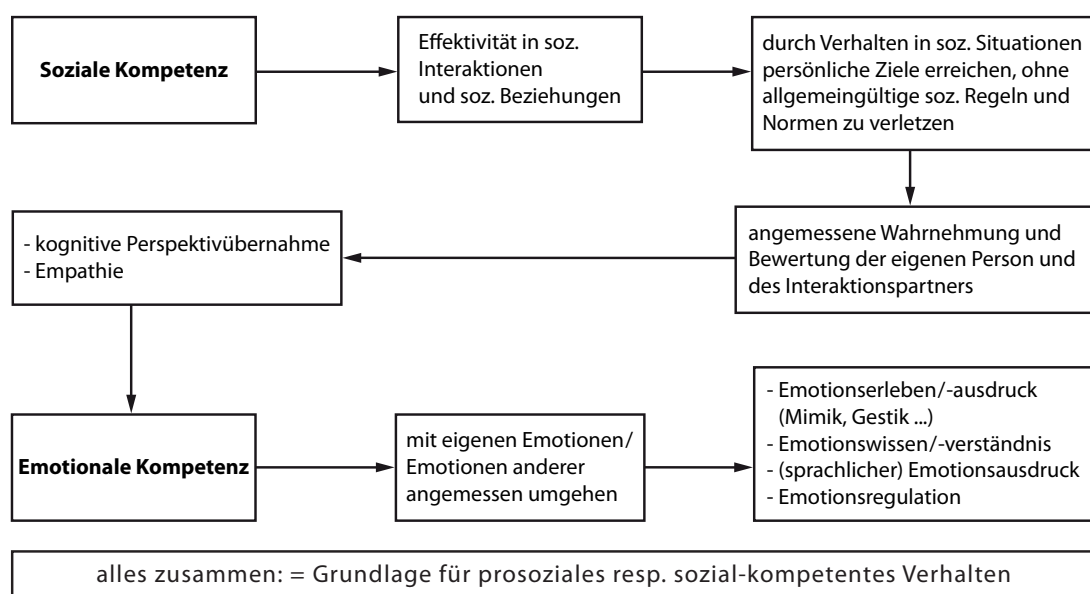 Soziale Kompetenz
Effektivität in soz.
Interaktionen
und soz. Beziehungen
durch Verhalten in soz. Situationen
persönliche Ziele erreichen, ohne
allgemeingültige soz. Regeln und
Normen zu verletzen
angemessene Wahrnehmung und
Bewertung der eigenen Person und
des Interaktionspartners
- kognitive Perspektivübernahme
- Empathie
Emotionale Kompetenz
mit eigenen Emotionen/
Emotionen anderer
angemessen umgehen
- Emotionserleben/-ausdruck
(Mimik, Gestik ...)
- Emotionswissen/-verständnis
- (sprachlicher) Emotionsausdruck
- Emotionsregulation
alles zusammen: = Grundlage für prosoziales resp. sozial-kompetentes Verhalten